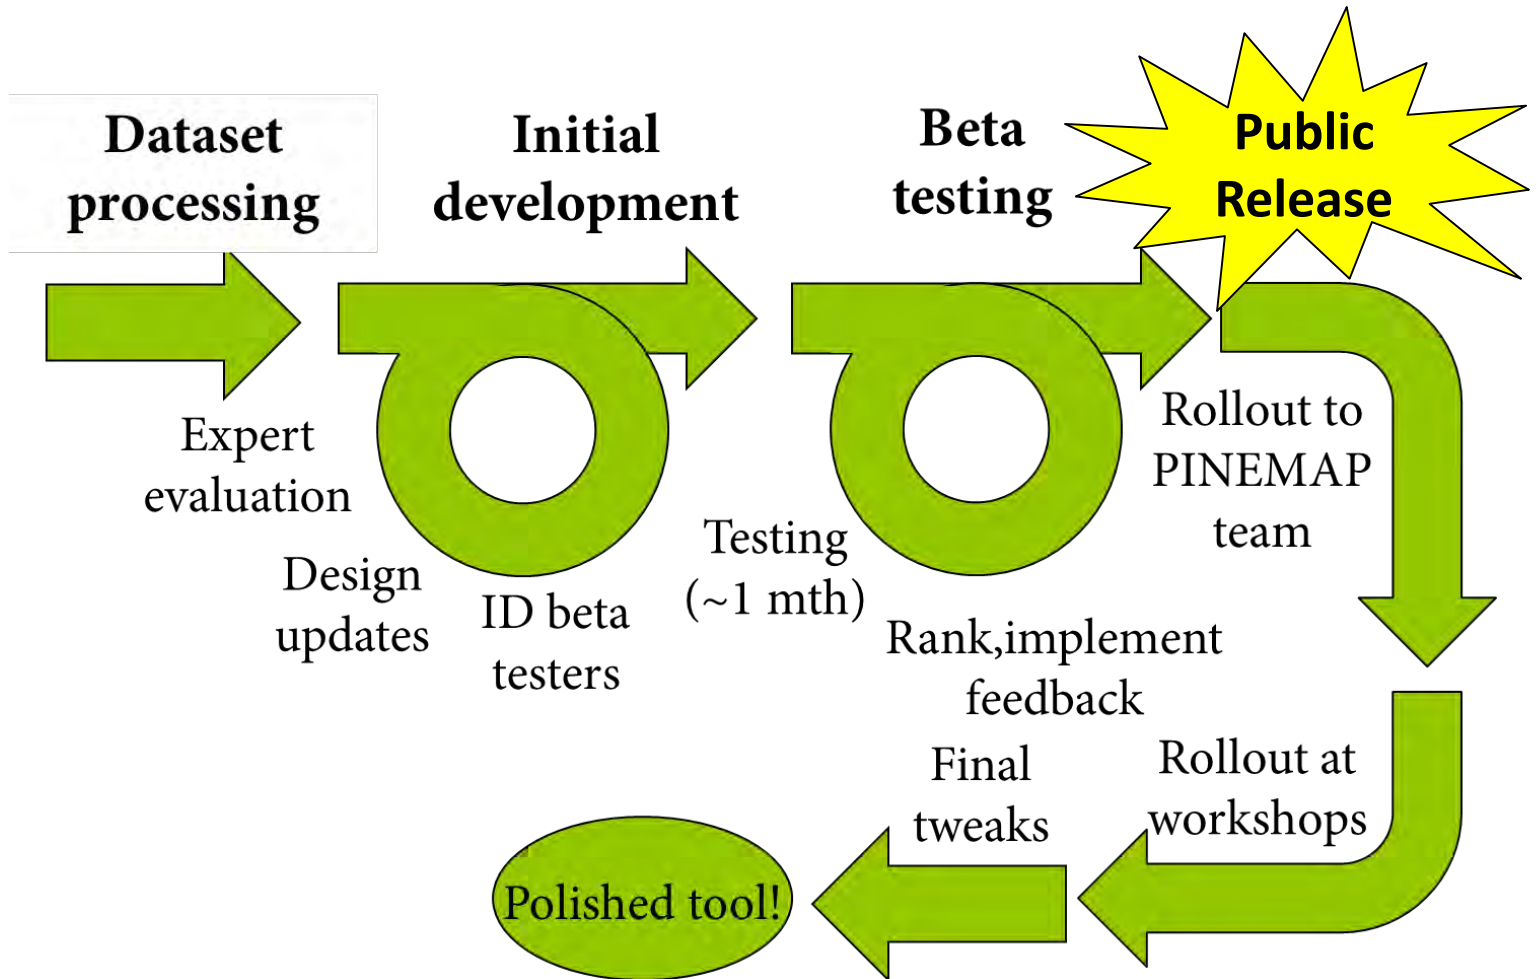 Dataset
processing
Initial
development
Beta
testing
Public
Release
Expert
evaluation
Design
updates
ID beta
testers
Testing
(~1 mth)
Rank,implement
feedback
Rollout to
PINEMAP
team
Rollout at
workshops
Final
tweaks
Polished tool!